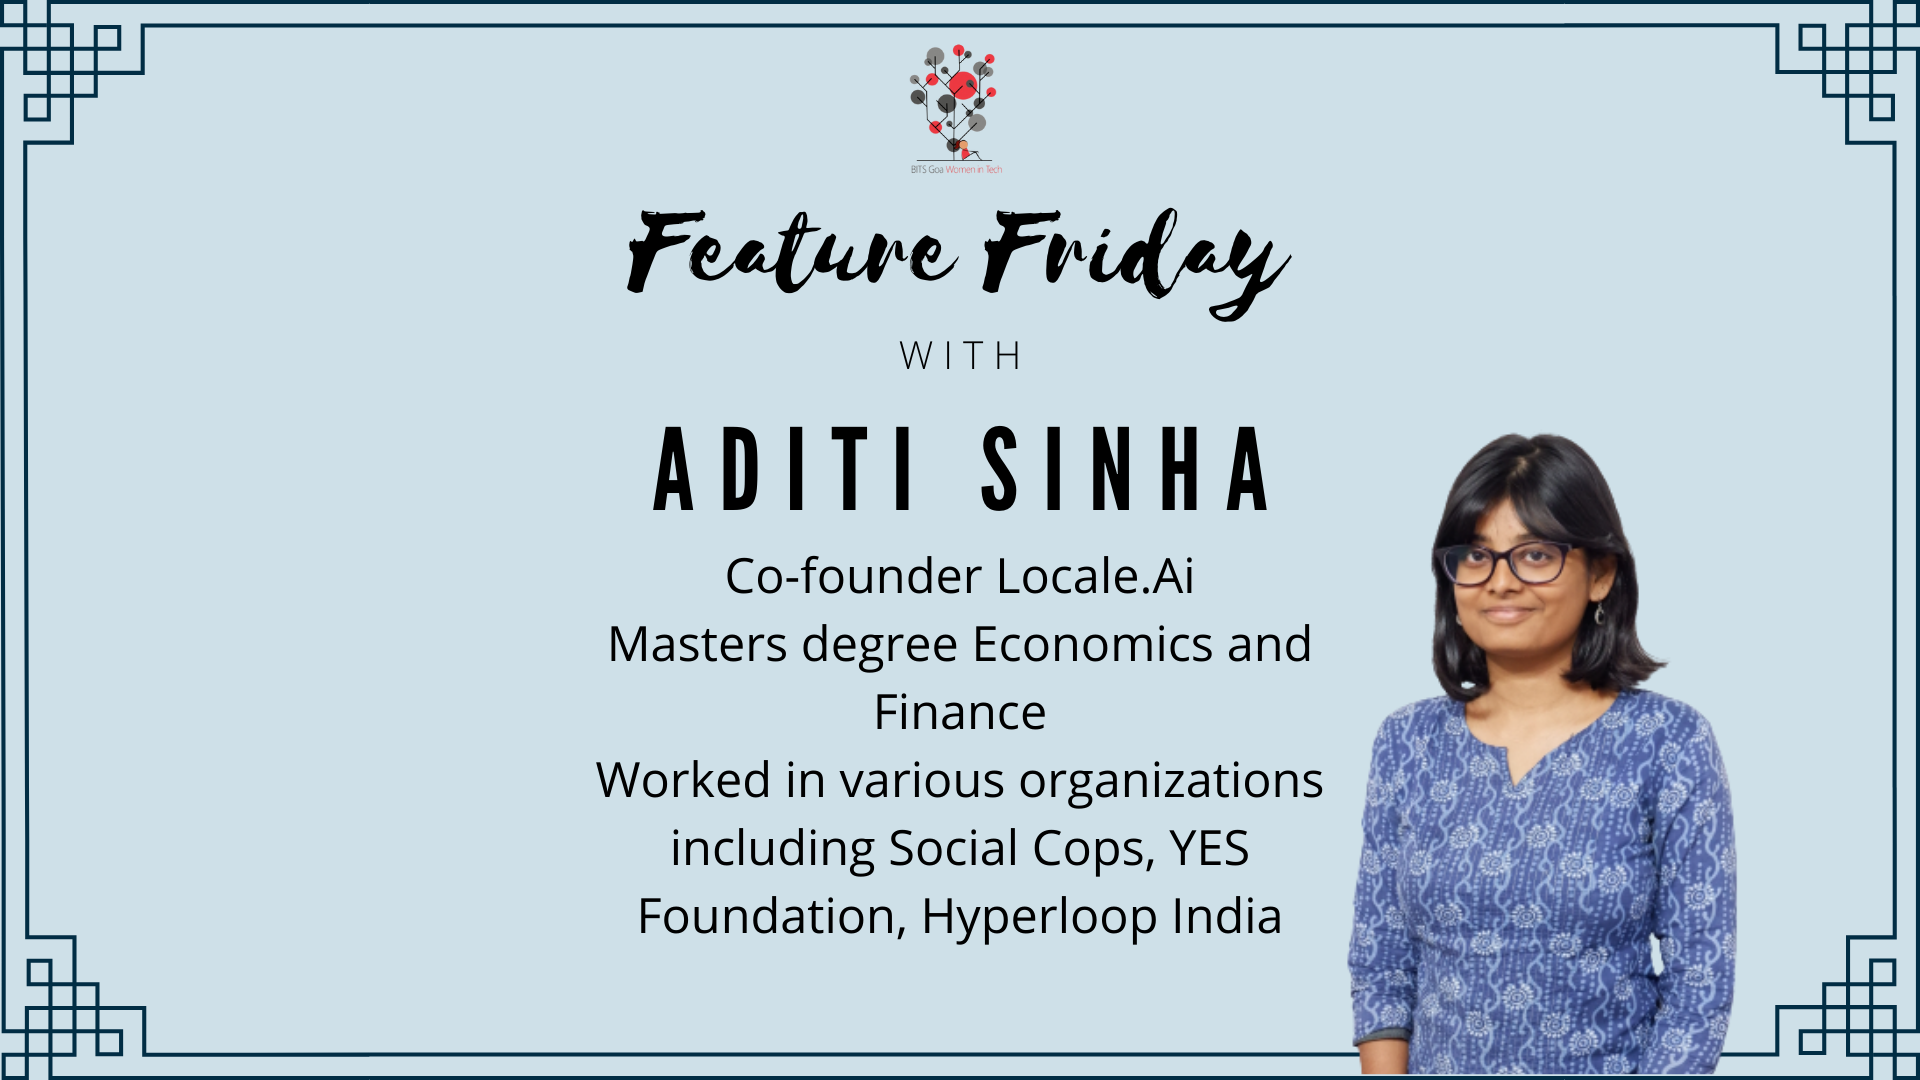 BITS Goa Women in Tech
Feature Friday
WITH
ADITI SINHA
Co-founder Locale.Ai
Masters degree Economics and
Finance
Worked in various organizations
including Social Cops, YES
Foundation, Hyperloop India